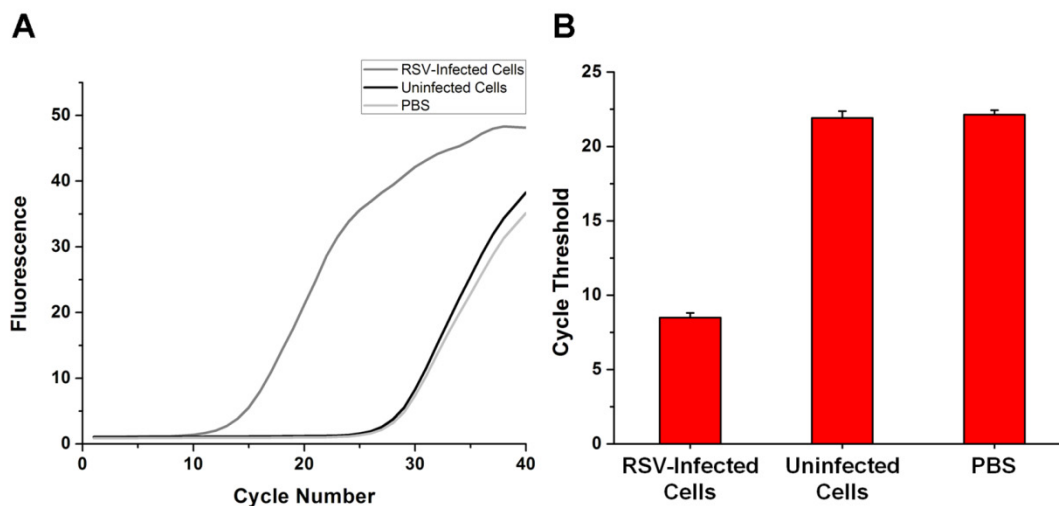 A
RSV-Infected Cells
Uninfected Cells
PBS
50
40
30
20
10
0
Fluorescence
0
10
20
30
40
Cycle Number
B
25
20
15
10
5
0
Cycle Threshold
RSV-Infected
Cells
Uninfected
Cells
PBS